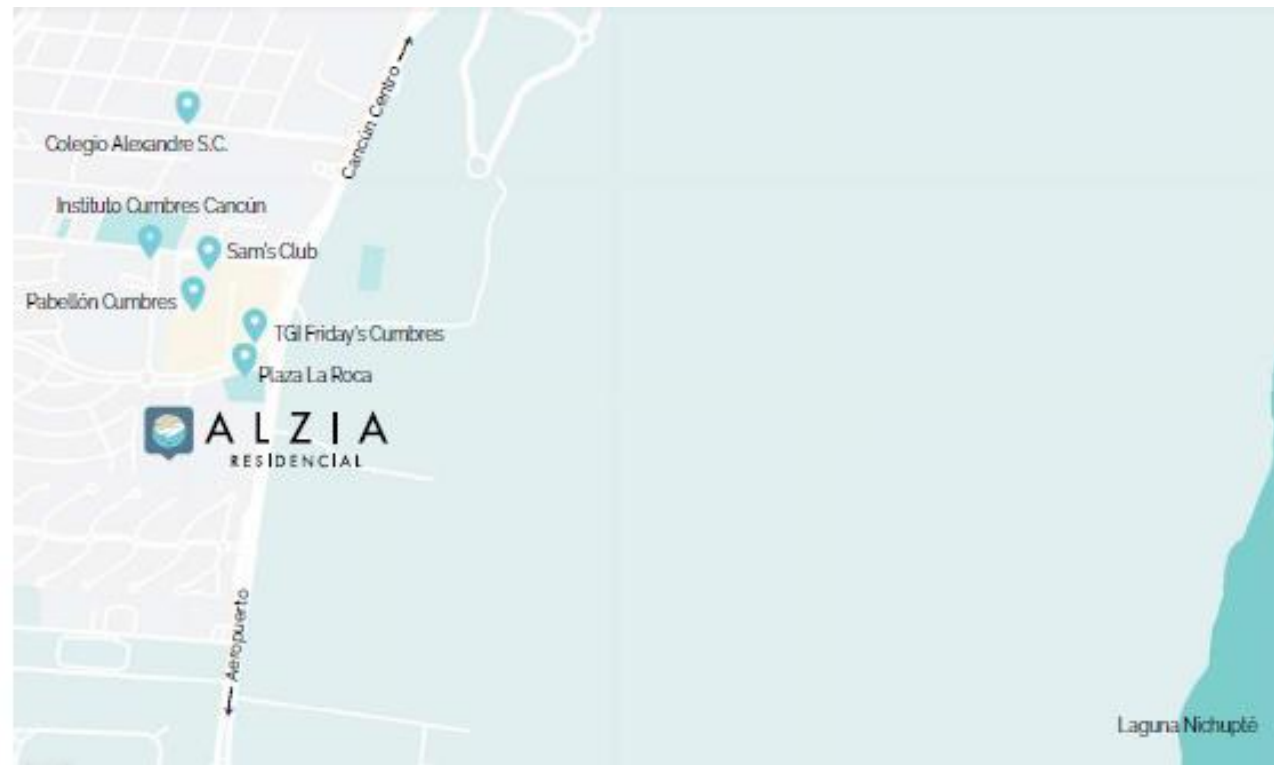 Cancún Centro
Colegio Alexandre S.C.
Instituto Cumbres Cancún
Sam's Club
Pabellón Cumbres
TGI Friday's Cumbres
Plaza La Roca
ALZIA
RESIDENCIAL
Aeropuerto
Laguna Nichupté